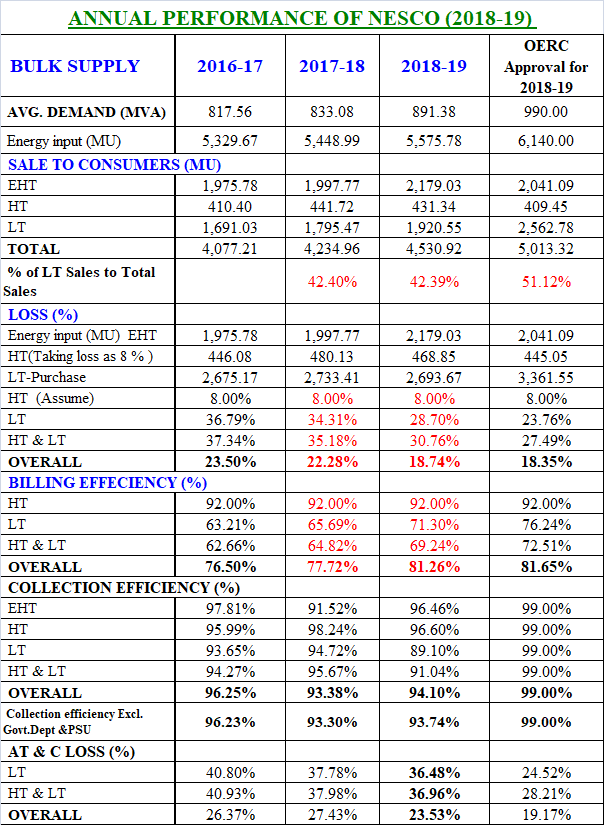 ANNUAL PERFORMANCE OF NESCO (2018-19)
BULK SUPPLY 2016-17 2017-18 2018-19 OERC
Approval for
2018-19
AVG. DEMAND (MVA) 817.56 833.08 891.38 990.00
Energy input (MU) 5,329.67 5,448.99 5,575.78 6,140.00
SALE TO CONSUMERS (MU)
EHT 1,975.78 1,997.77 2,179.03 2,041.09
HT 410.40 441.72 431.34 409.45
LT 1,691.03 1,795.47 1,920.55 2,562.78
TOTAL 4,077.21 4,234.96 4,530.92 5,013.32
% of LT Sales to Total
Sales 42.40% 42.39% 51.12%
LOSS (%)
Energy input (MU) EHT 1,975.78 1,997.77 2,179.03 2,041.09
HT(Taking loss as 8 % ) 446.08 480.13 468.85 445.05
LT-Purchase 2,675.17 2,733.41 2,693.67 3,361.55
HT (Assume) 8.00% 8.00% 8.00% 8.00%
LT 36.79% 34.31% 28.70% 23.76%
HT & LT 37.34% 35.18% 30.76% 27.49%
OVERALL 23.50% 22.28% 18.74% 18.35%
BILLING EFFECIENCY (%)
HT 92.00% 92.00% 92.00% 92.00%
LT 63.21% 65.69% 71.30% 76.24%
HT & LT 62.66% 64.82% 69.24% 72.51%
OVERALL 76.50% 77.72% 81.26% 81.65%
COLLECTION EFFICIENCY (%)
EHT 97.81% 91.52% 96.46% 99.00%
HT 95.99% 98.24% 96.60% 99.00%
LT 93.65% 94.72% 89.10% 99.00%
HT & LT 94.27% 95.67% 91.04% 99.00%
OVERALL 96.25% 93.38% 94.10% 99.00%
Collection efficiency Excl.
Govt.Dept &PSU 96.23% 93.30% 93.74% 99.00%
AT & C LOSS (%)
LT 40.80% 37.78% 36.48% 24.52%
HT & LT 40.93% 37.98% 36.96% 28.21%
OVERALL 26.37% 27.43% 23.53% 19.17%